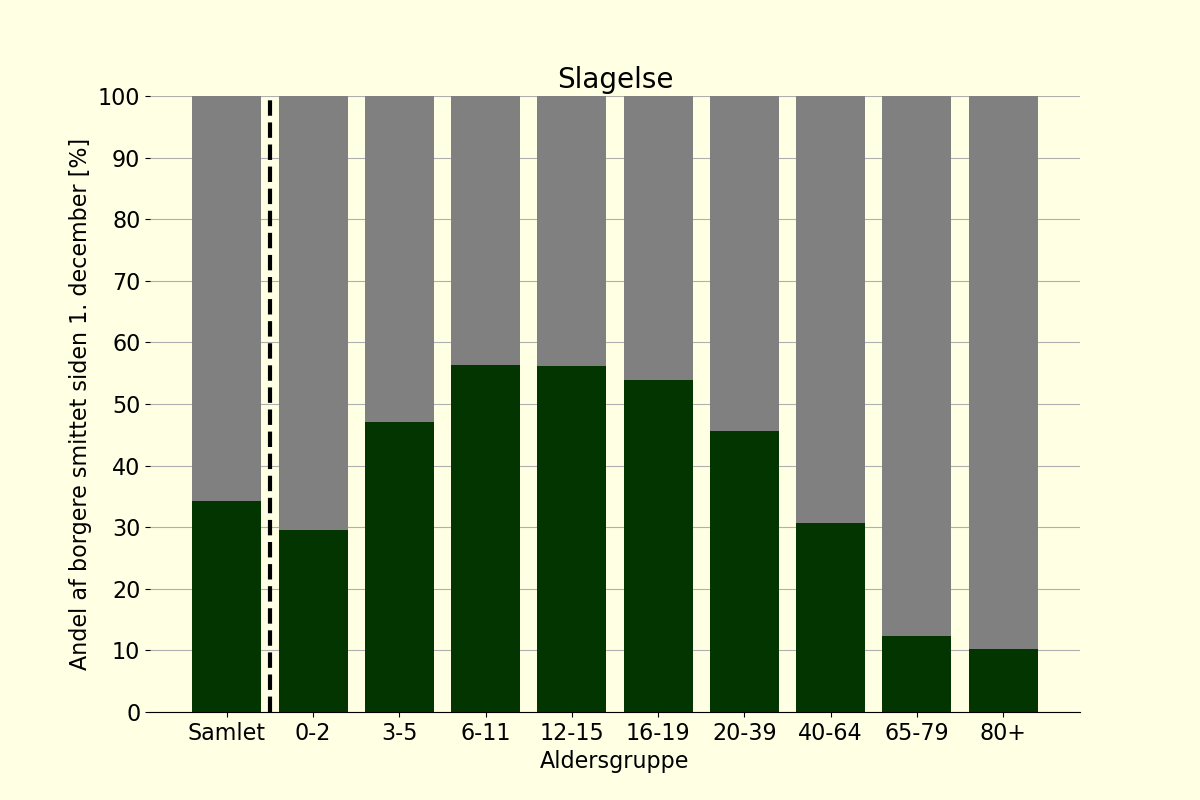 Slagelse
Andel af borgere smittet siden 1. december [%]
100
90
80
70
60
50
40
30
20
10
0
Samlet 0-2 3-5 6-11 12-15 16-19 20-39 40-64 65-79 80+
Aldersgruppe